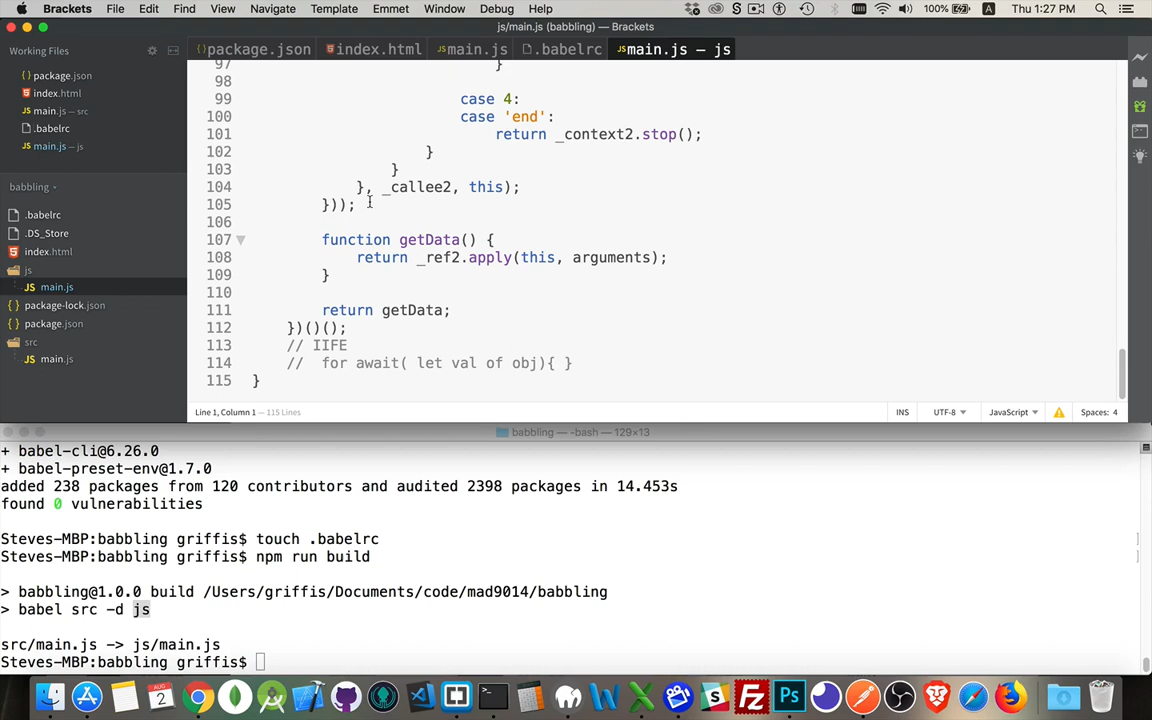 Brackets File Edit Find View Navigate Template Emmet Window Debug Help 100% A Thu 1:27 PM
js/main.js (babbling) — Brackets
Working Files
package.json
index.html
main.js — src
.babelrc
main.js — js
babbling
.babelrc
.DS_Store
index.html
js
main.js
package-lock.json
package.json
src
main.js
package.json index.html main.js .babelrc main.js — js
97 }
98
99 case 4:
100 case 'end':
101 return _context2.stop();
102 }
103 }
104 }, _callee2, this);
105 }));
106
107 function getData() {
108 return _ref2.apply(this, arguments);
109 }
110
111 return getData;
112 })()();
113 // IIFE
114 // for await( let val of obj){ }
115 }
Line 1, Column 1 — 115 Lines INS UTF-8 JavaScript Spaces: 4
babbling — -bash — 129×13
+ babel-cli@6.26.0
+ babel-preset-env@1.7.0
added 238 packages from 120 contributors and audited 2398 packages in 14.453s
found 0 vulnerabilities
Steves-MBP:babbling griffis$ touch .babelrc
Steves-MBP:babbling griffis$ npm run build
> babbling@1.0.0 build /Users/griffis/Documents/code/mad9014/babbling
> babel src -d js
src/main.js -> js/main.js
Steves-MBP:babbling griffis$